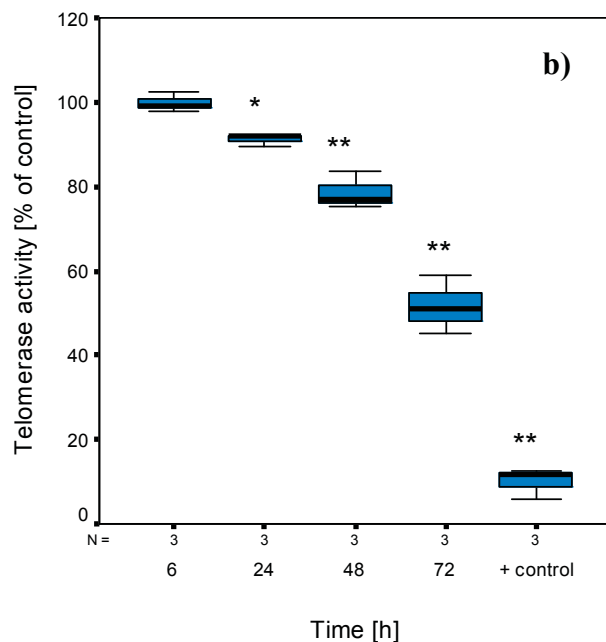 b)
Telomerase activity [% of control]
120
100
80
60
40
20
0
*
**
**
**
N = 3 3 3 3 3
6 24 48 72 + control
Time [h]